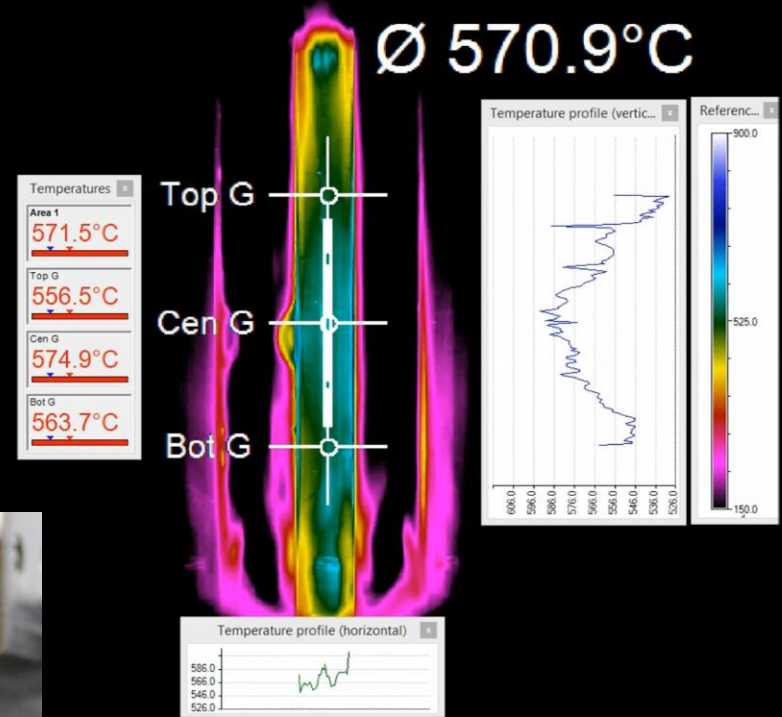 Ø 570.9°C
Temperatures
Area 1
571.5°C
Top G
556.5°C
Cen G
574.9°C
Bot G
563.7°C
Top G
Cen G
Bot G
Temperature profile (vertic...
606.0
596.0
586.0
576.0
566.0
556.0
546.0
536.0
526.0
Referenc...
900.0
525.0
150.0
Temperature profile (horizontal)
586.0
566.0
546.0
526.0